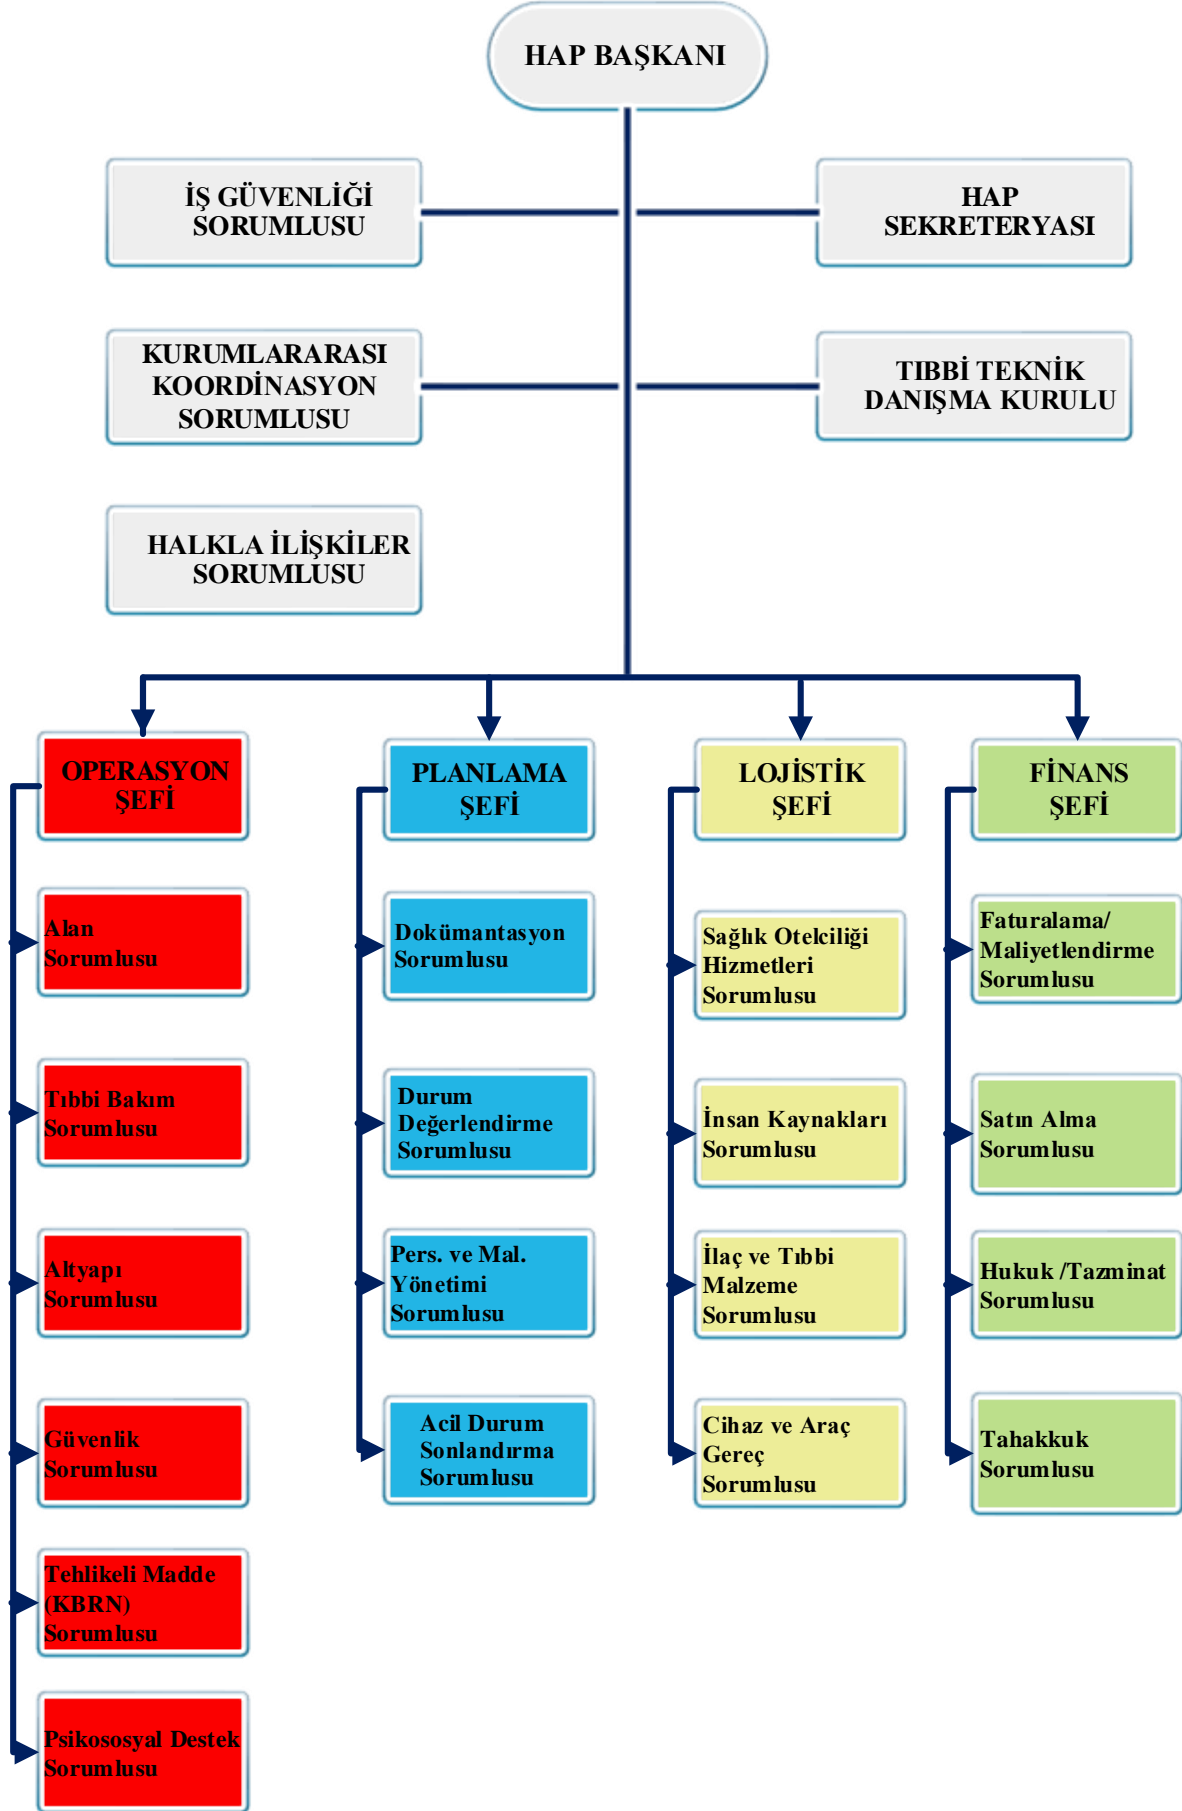 HAP BAŞKANI
İŞ GÜVENLİĞİ
SORUMLUSU
HAP
SEKRETERYASI
KURUMLARARASI
KOORDİNASYON
SORUMLUSU
TIBBİ TEKNİK
DANIŞMA KURULU
HALKLA İLİŞKİLER
SORUMLUSU
OPERASYON
ŞEFİ
PLANLAMA
ŞEFİ
LOJİSTİK
ŞEFİ
FİNANS
ŞEFİ
Alan
Sorumlusu
Tıbbi Bakım
Sorumlusu
Altyapı
Sorumlusu
Güvenlik
Sorumlusu
Tehlikeli Madde
(KBRN)
Sorumlusu
Psikososyal Destek
Sorumlusu
Dokümantasyon
Sorumlusu
Durum
Değerlendirme
Sorumlusu
Pers. ve Mal.
Yönetimi
Sorumlusu
Acil Durum
Sonlandırma
Sorumlusu
Sağlık Otelciliği
Hizmetleri
Sorumlusu
İnsan Kaynakları
Sorumlusu
İlaç ve Tıbbi
Malzeme
Sorumlusu
Cihaz ve Araç
Gereç
Sorumlusu
Faturalama/
Maliyetlendirme
Sorumlusu
Satın Alma
Sorumlusu
Hukuk /Tazminat
Sorumlusu
Tahakkuk
Sorumlusu